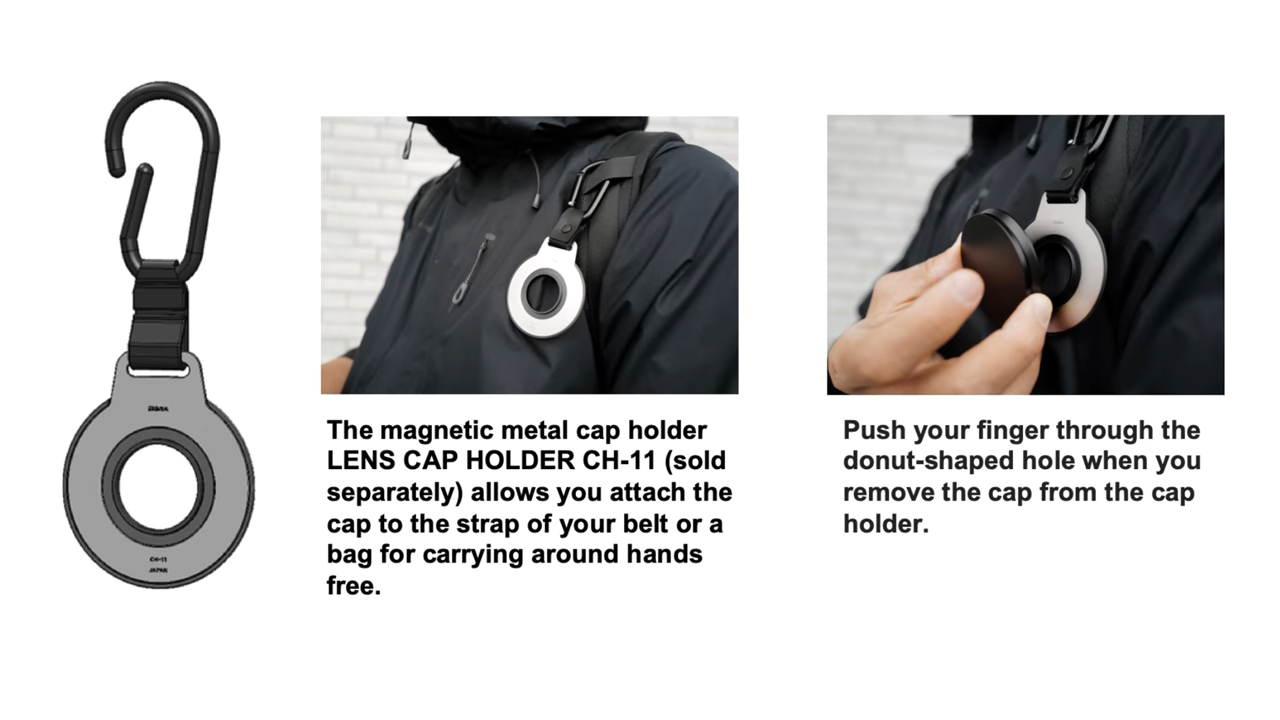 SIGMA
CH-11
JAPAN
The magnetic metal cap holder
LENS CAP HOLDER CH-11 (sold
separately) allows you attach the
cap to the strap of your belt or a
bag for carrying around hands
free.
Push your finger through the
donut-shaped hole when you
remove the cap from the cap
holder.